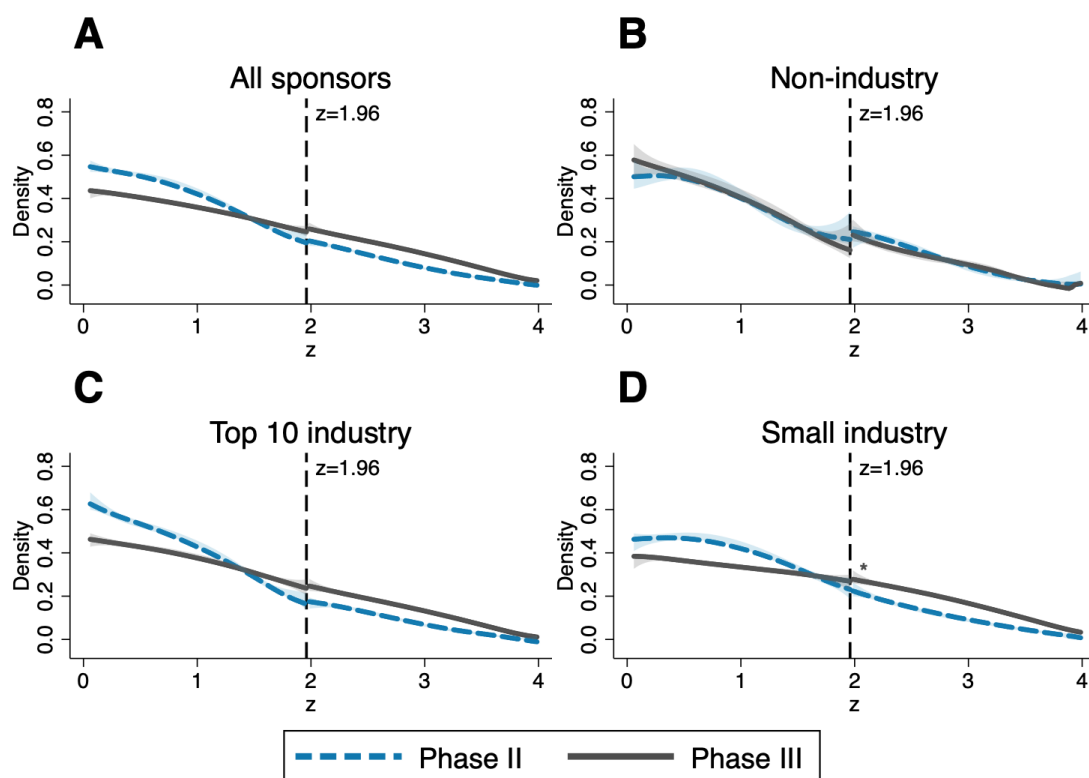 A
All sponsors
z=1.96
Density
0.8
0.6
0.4
0.2
0.0
0 1 2 3 4
z
B
Non-industry
z=1.96
Density
0.8
0.6
0.4
0.2
0.0
0 1 2 3 4
z
C
Top 10 industry
z=1.96
Density
0.8
0.6
0.4
0.2
0.0
0 1 2 3 4
z
D
Small industry
z=1.96
*
Density
0.8
0.6
0.4
0.2
0.0
0 1 2 3 4
z
Phase II Phase III